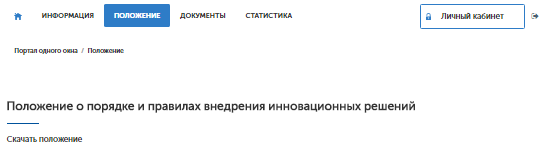 ИНФОРМАЦИЯ ПОЛОЖЕНИЕ ДОКУМЕНТЫ СТАТИСТИКА Личный кабинет
Портал одного окна / Положение
Положение о порядке и правилах внедрения инновационных решений
Скачать положение